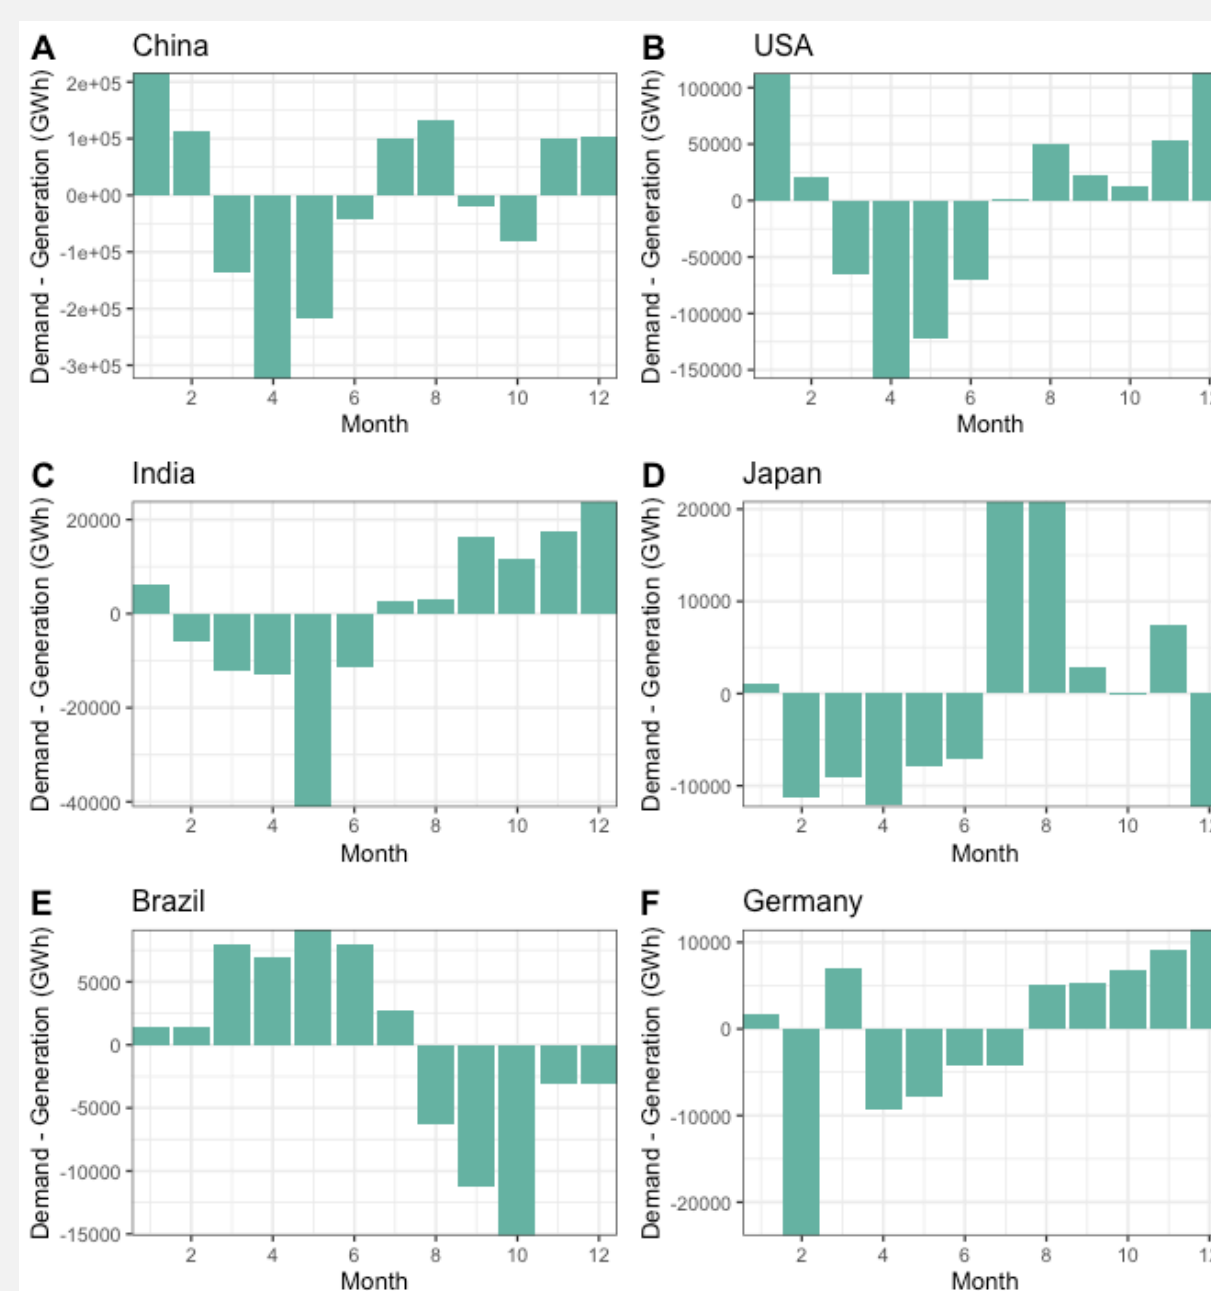 A China
Demand - Generation (GWh)
2e+05
1e+05
0e+00
-1e+05
-2e+05
-3e+05
2 4 6 8 10 12
Month
B USA
Demand - Generation (GWh)
100000
50000
0
-50000
-100000
-150000
2 4 6 8 10
Month
C India
Demand - Generation (GWh)
20000
0
-20000
-40000
2 4 6 8 10 12
Month
D Japan
Demand - Generation (GWh)
20000
10000
0
-10000
2 4 6 8 10
Month
E Brazil
Demand - Generation (GWh)
5000
0
-5000
-10000
-15000
2 4 6 8 10 12
Month
F Germany
Demand - Generation (GWh)
10000
0
-10000
-20000
2 4 6 8 10
Month